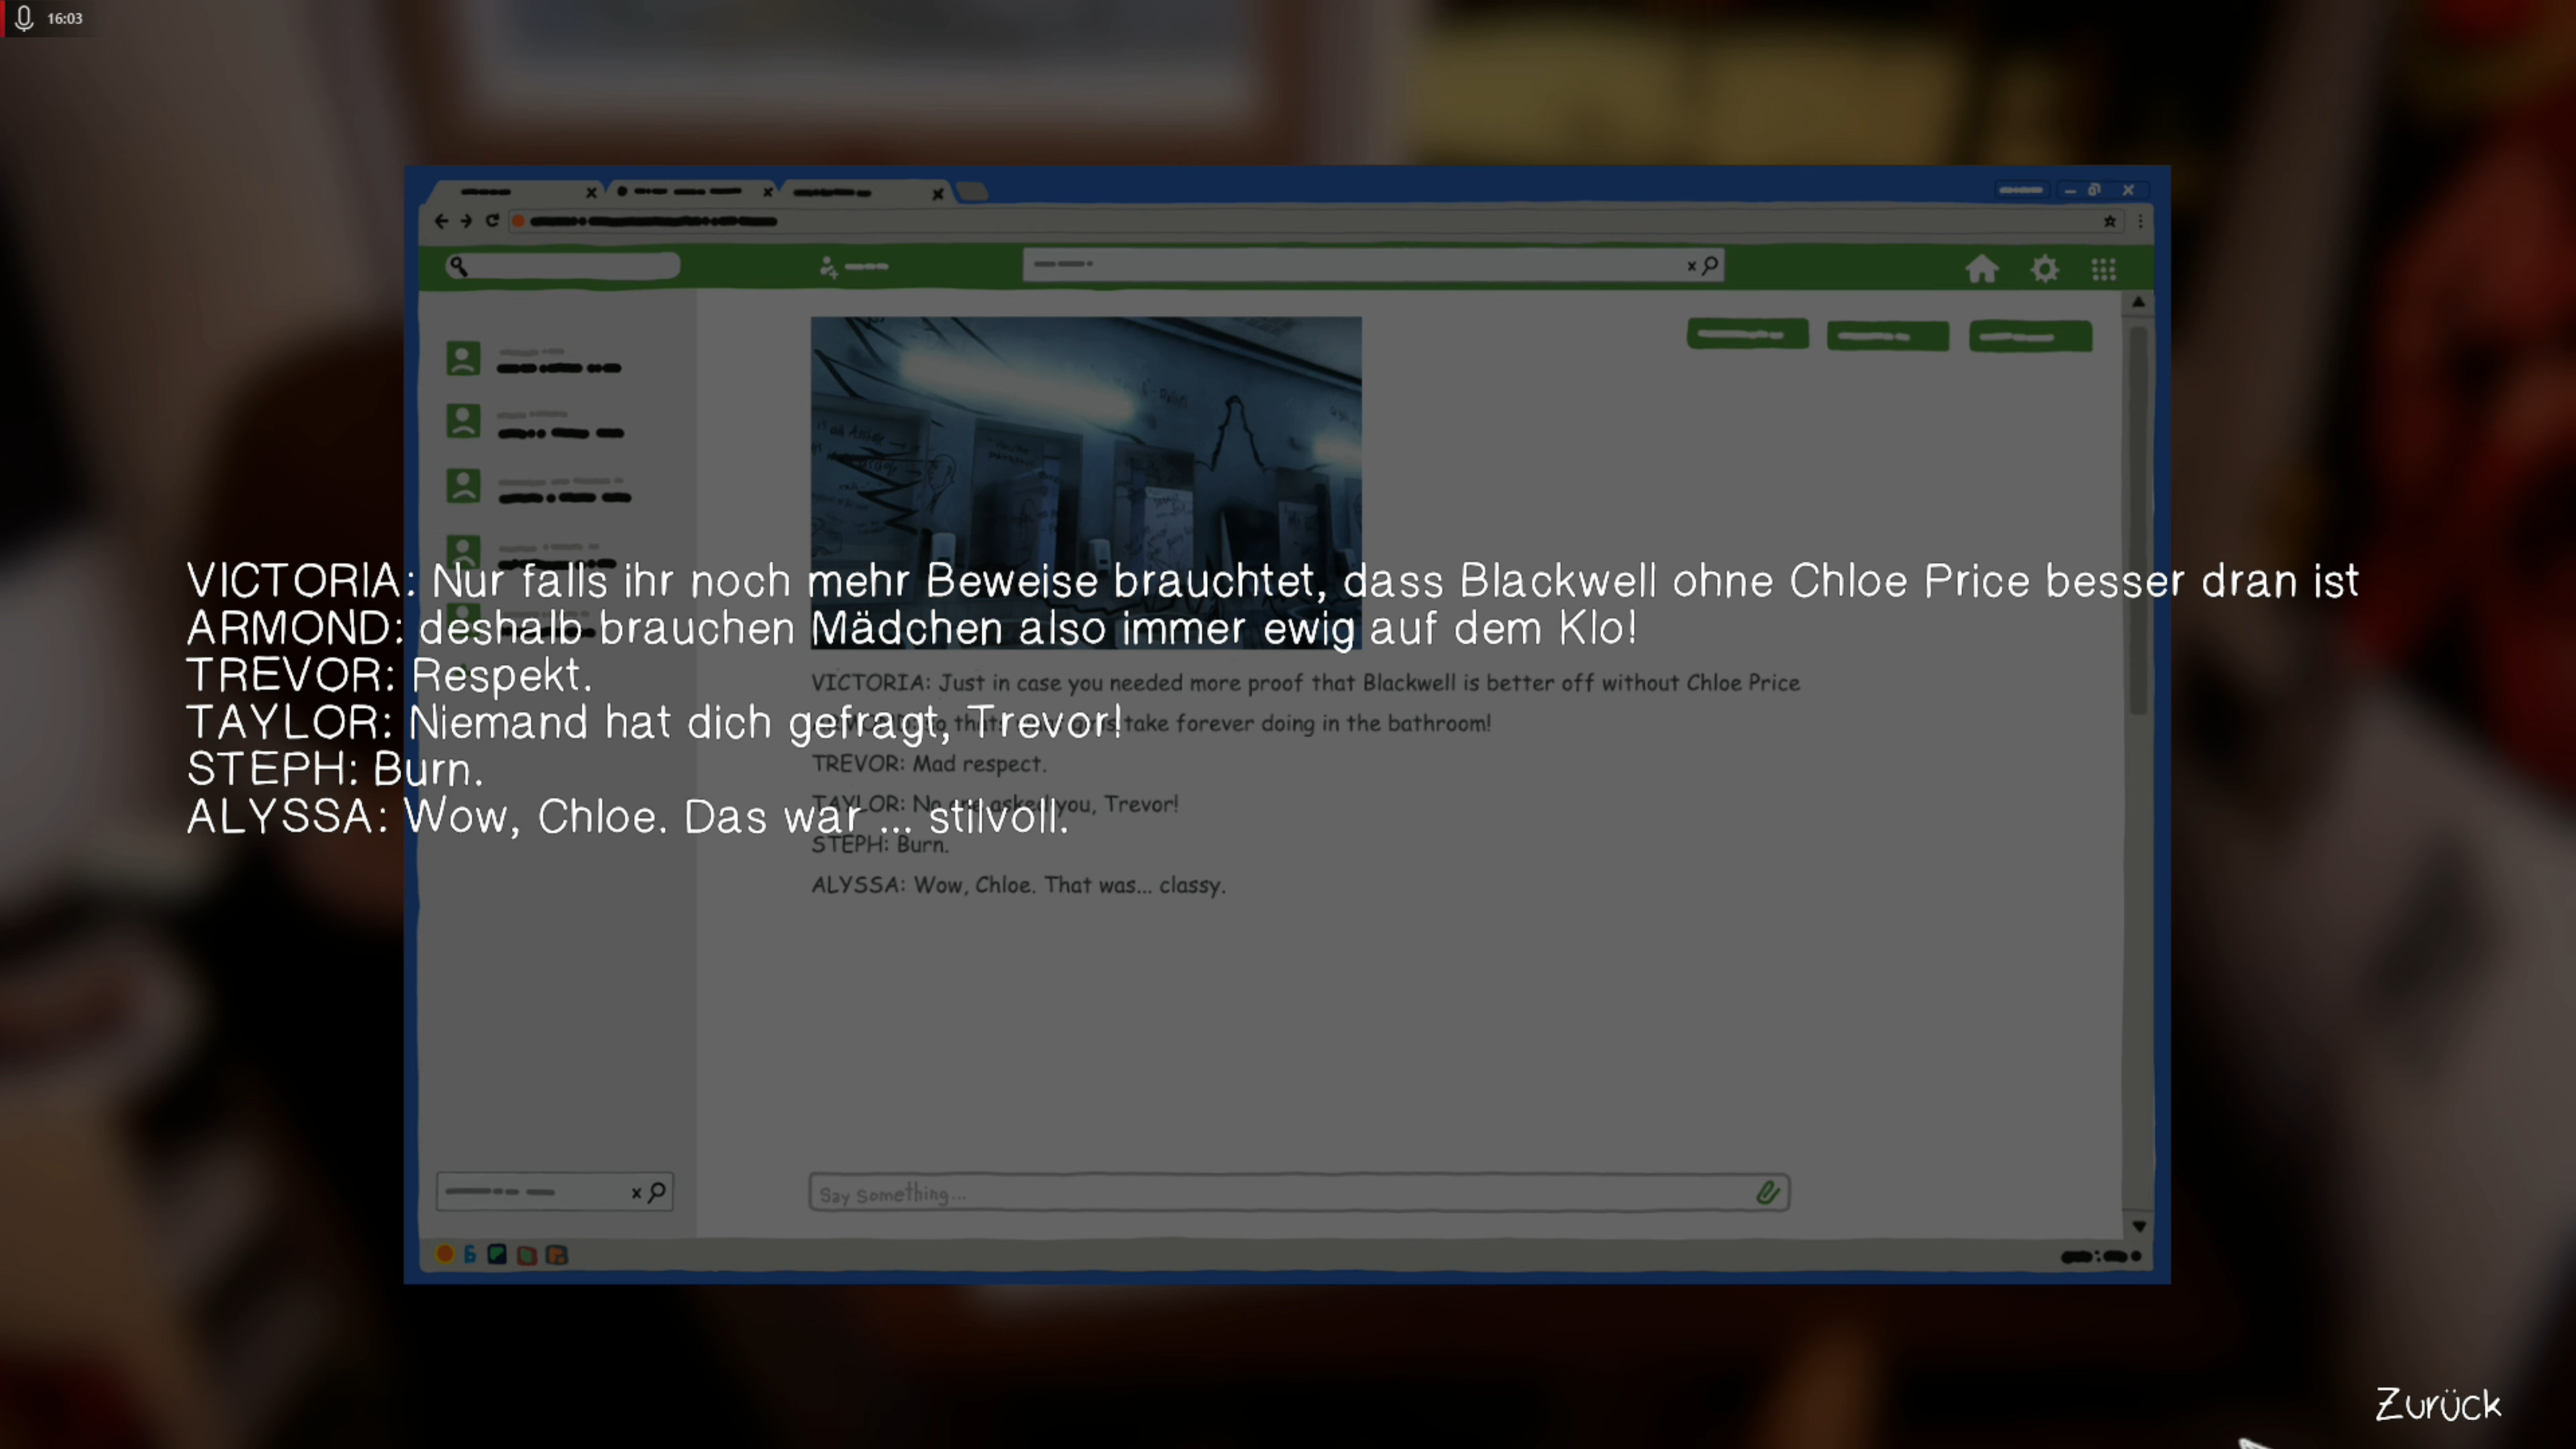 16:03
VICTORIA: Nur falls ihr noch mehr Beweise brauchtet, dass Blackwell ohne Chloe Price besser dran ist
ARMOND: deshalb brauchen Mädchen also immer ewig auf dem Klo!
TREVOR: Respekt.
TAYLOR: Niemand hat dich gefragt, Trevor!
STEPH: Burn.
ALYSSA: Wow, Chloe. Das war ... stilvoll.
VICTORIA: Just in case you needed more proof that Blackwell is better off without Chloe Price
take forever doing in the bathroom!
TREVOR: Mad respect.
TAYLOR: No one asked you, Trevor!
STEPH: Burn.
ALYSSA: Wow, Chloe. That was... classy.
Say something...
Zurück